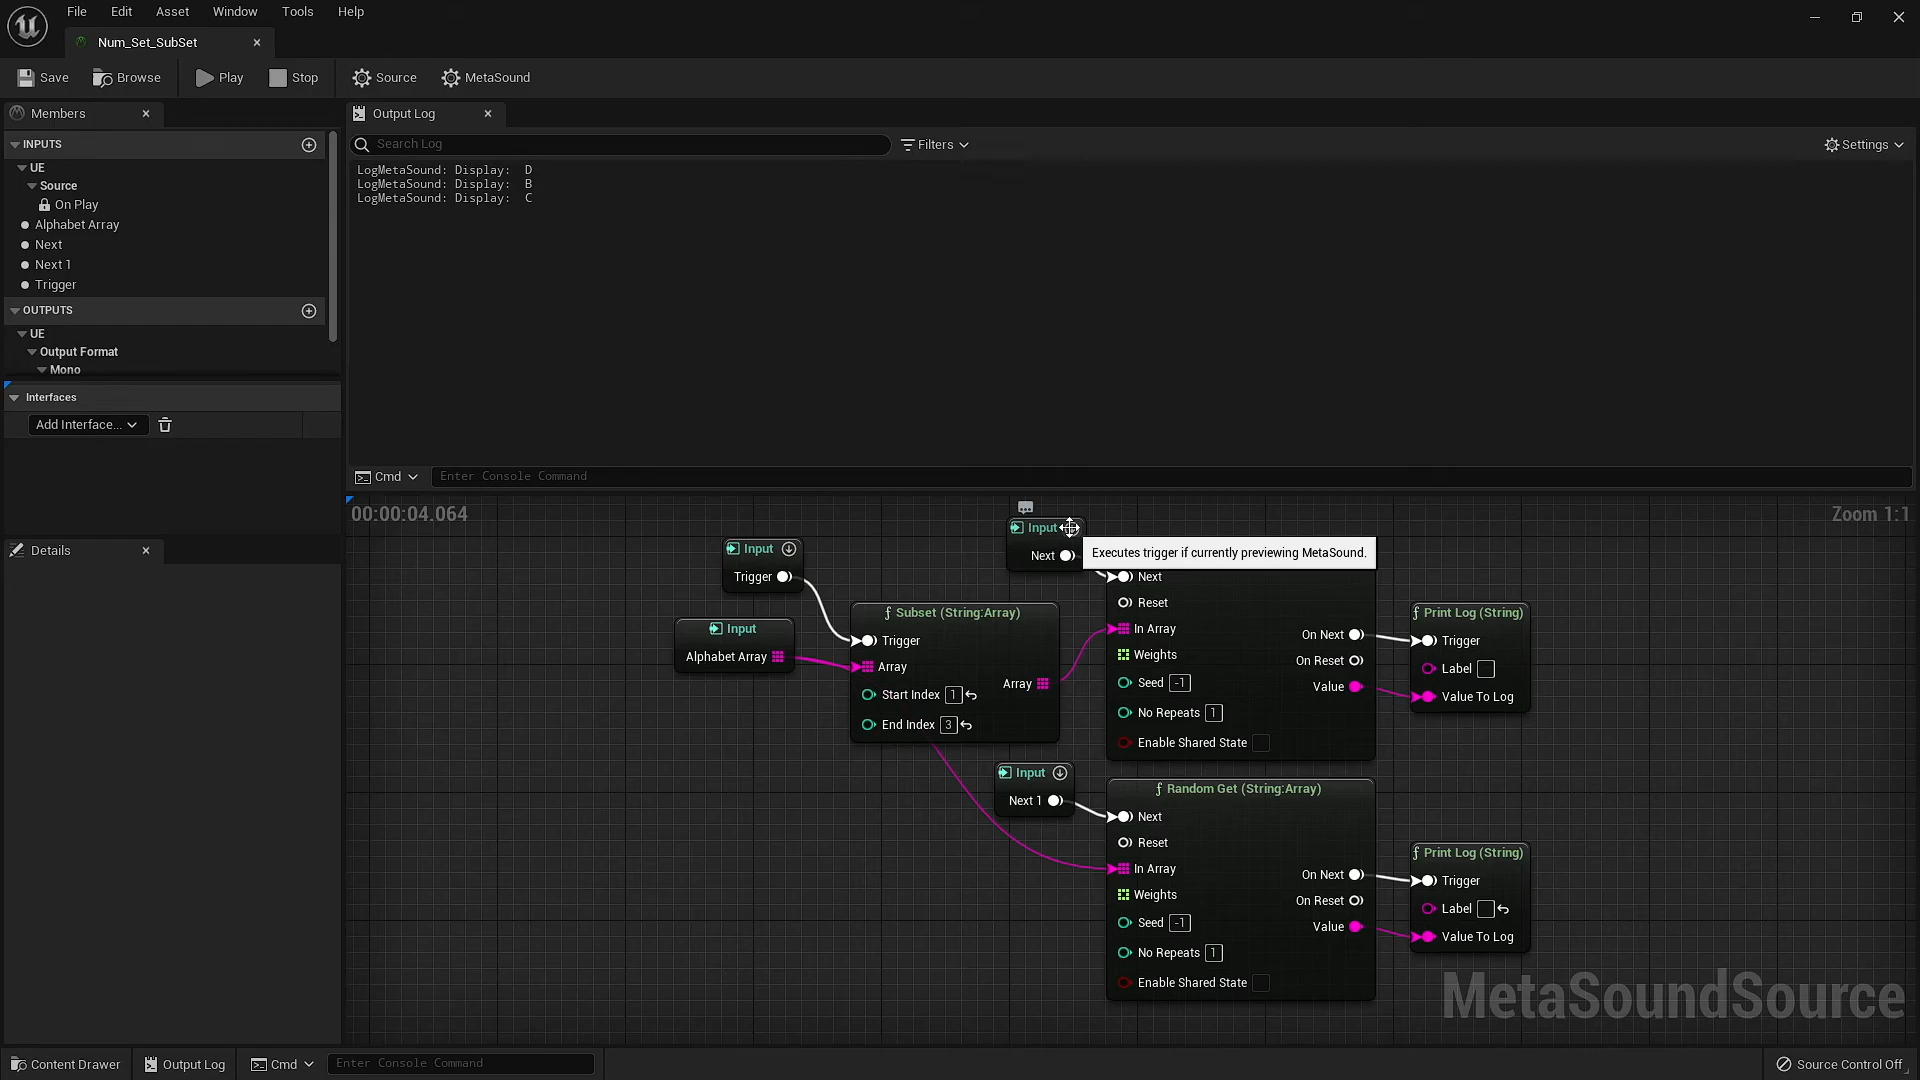 File Edit Asset Window Tools Help
Num_Set_SubSet
Save Browse Play Stop Source MetaSound
Members
Output Log
INPUTS
Search Log
Filters
Settings
UE
Source
On Play
Alphabet Array
Next
Next 1
Trigger
LogMetaSound: Display: D
LogMetaSound: Display: B
LogMetaSound: Display: C
OUTPUTS
UE
Output Format
Mono
Interfaces
Add Interface...
Cmd
Enter Console Command
00:00:04.064
Zoom 1:1
Details
Input
Next
Executes trigger if currently previewing MetaSound.
Input
Trigger
Input
Alphabet Array
Subset (String:Array)
Trigger
Array
Start Index 1
End Index 3
Array
Next
Reset
In Array
Weights
Seed -1
No Repeats 1
Enable Shared State
On Next
On Reset
Value
Print Log (String)
Trigger
Label
Value To Log
Input
Next 1
Random Get (String:Array)
Next
Reset
In Array
Weights
Seed -1
No Repeats 1
Enable Shared State
On Next
On Reset
Value
Print Log (String)
Trigger
Label
Value To Log
MetaSoundSource
Content Drawer
Output Log
Cmd
Enter Console Command
Source Control Off